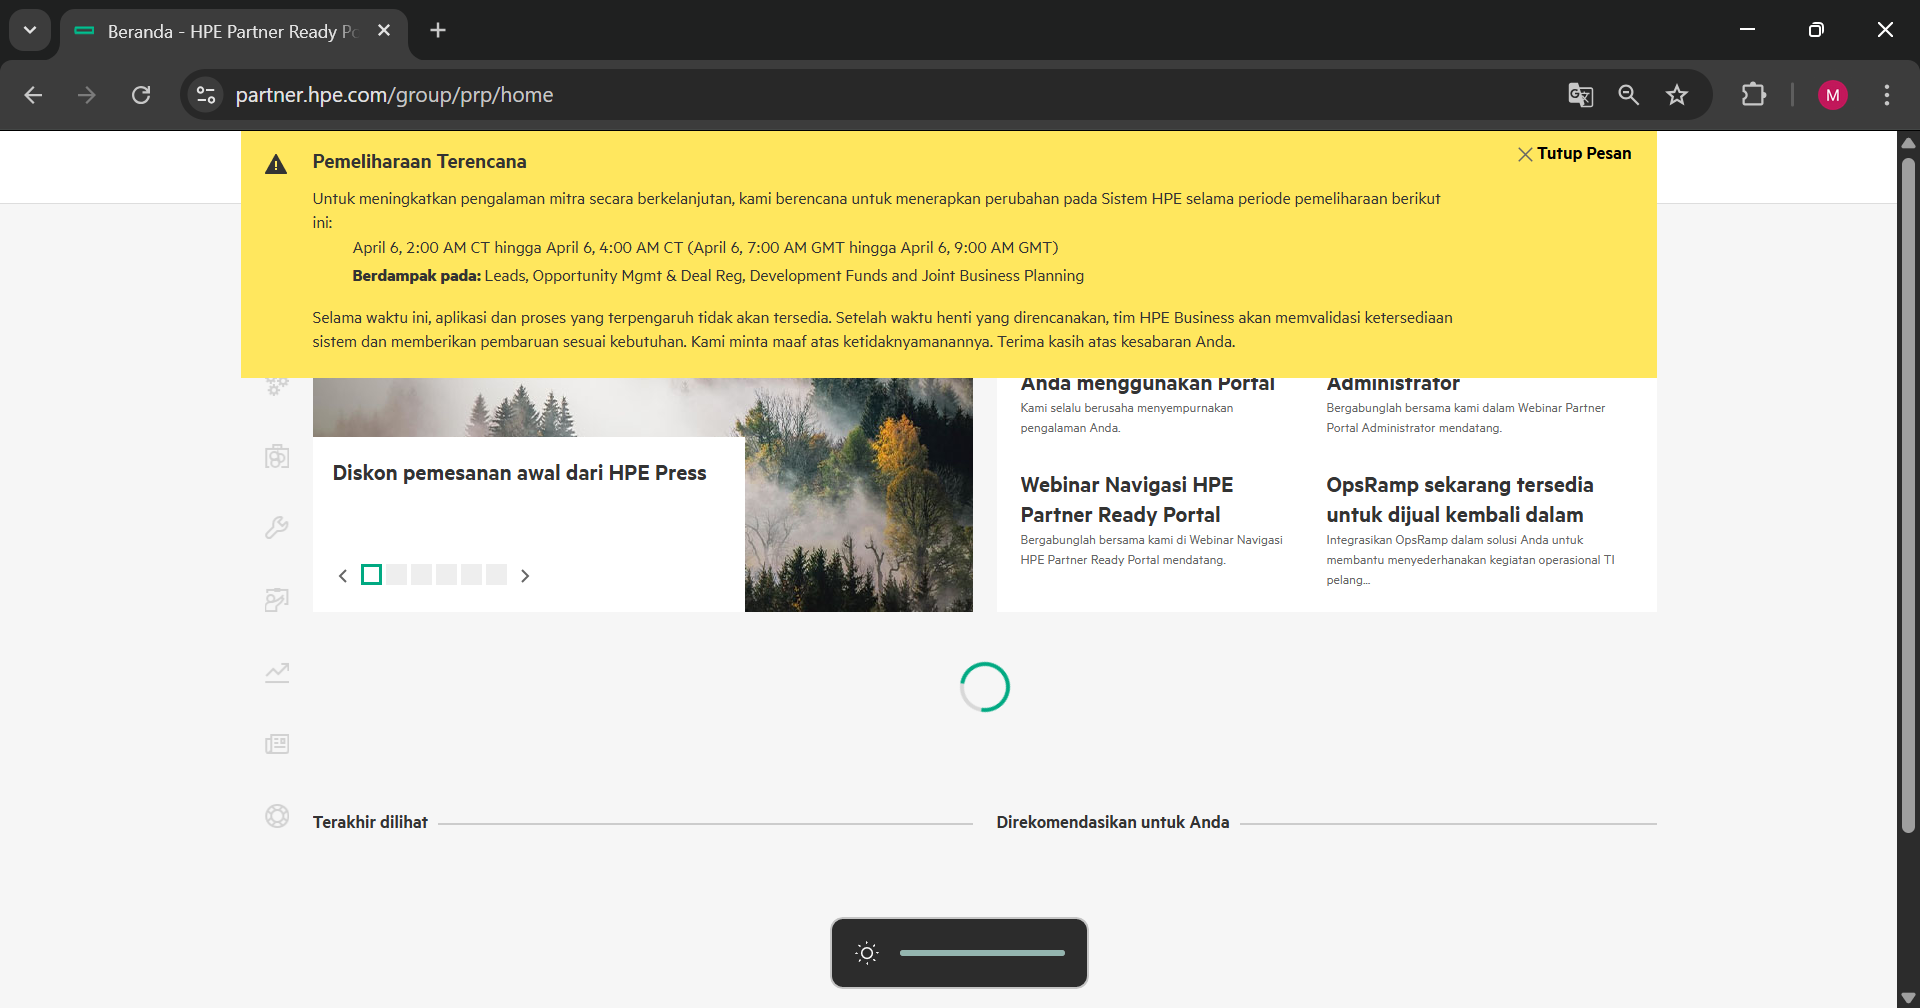 Beranda - HPE Partner Ready Po
partner.hpe.com/group/prp/home
M
Pemeliharaan Terencana
Tutup Pesan
Untuk meningkatkan pengalaman mitra secara berkelanjutan, kami berencana untuk menerapkan perubahan pada Sistem HPE selama periode pemeliharaan berikut
ini:
April 6, 2:00 AM CT hingga April 6, 4:00 AM CT (April 6, 7:00 AM GMT hingga April 6, 9:00 AM GMT)
Berdampak pada: Leads, Opportunity Mgmt & Deal Reg, Development Funds and Joint Business Planning
Selama waktu ini, aplikasi dan proses yang terpengaruh tidak akan tersedia. Setelah waktu henti yang direncanakan, tim HPE Business akan memvalidasi ketersediaan
sistem dan memberikan pembaruan sesuai kebutuhan. Kami minta maaf atas ketidaknyamanannya. Terima kasih atas kesabaran Anda.
Diskon pemesanan awal dari HPE Press
Anda menggunakan Portal
Kami selalu berusaha menyempurnakan
pengalaman Anda.
Administrator
Bergabunglah bersama kami dalam Webinar Partner
Portal Administrator mendatang.
Webinar Navigasi HPE
Partner Ready Portal
Bergabunglah bersama kami di Webinar Navigasi
HPE Partner Ready Portal mendatang.
OpsRamp sekarang tersedia
untuk dijual kembali dalam
Integrasikan OpsRamp dalam solusi Anda untuk
membantu menyederhanakan kegiatan operasional TI
pelang...
Terakhir dilihat
Direkomendasikan untuk Anda